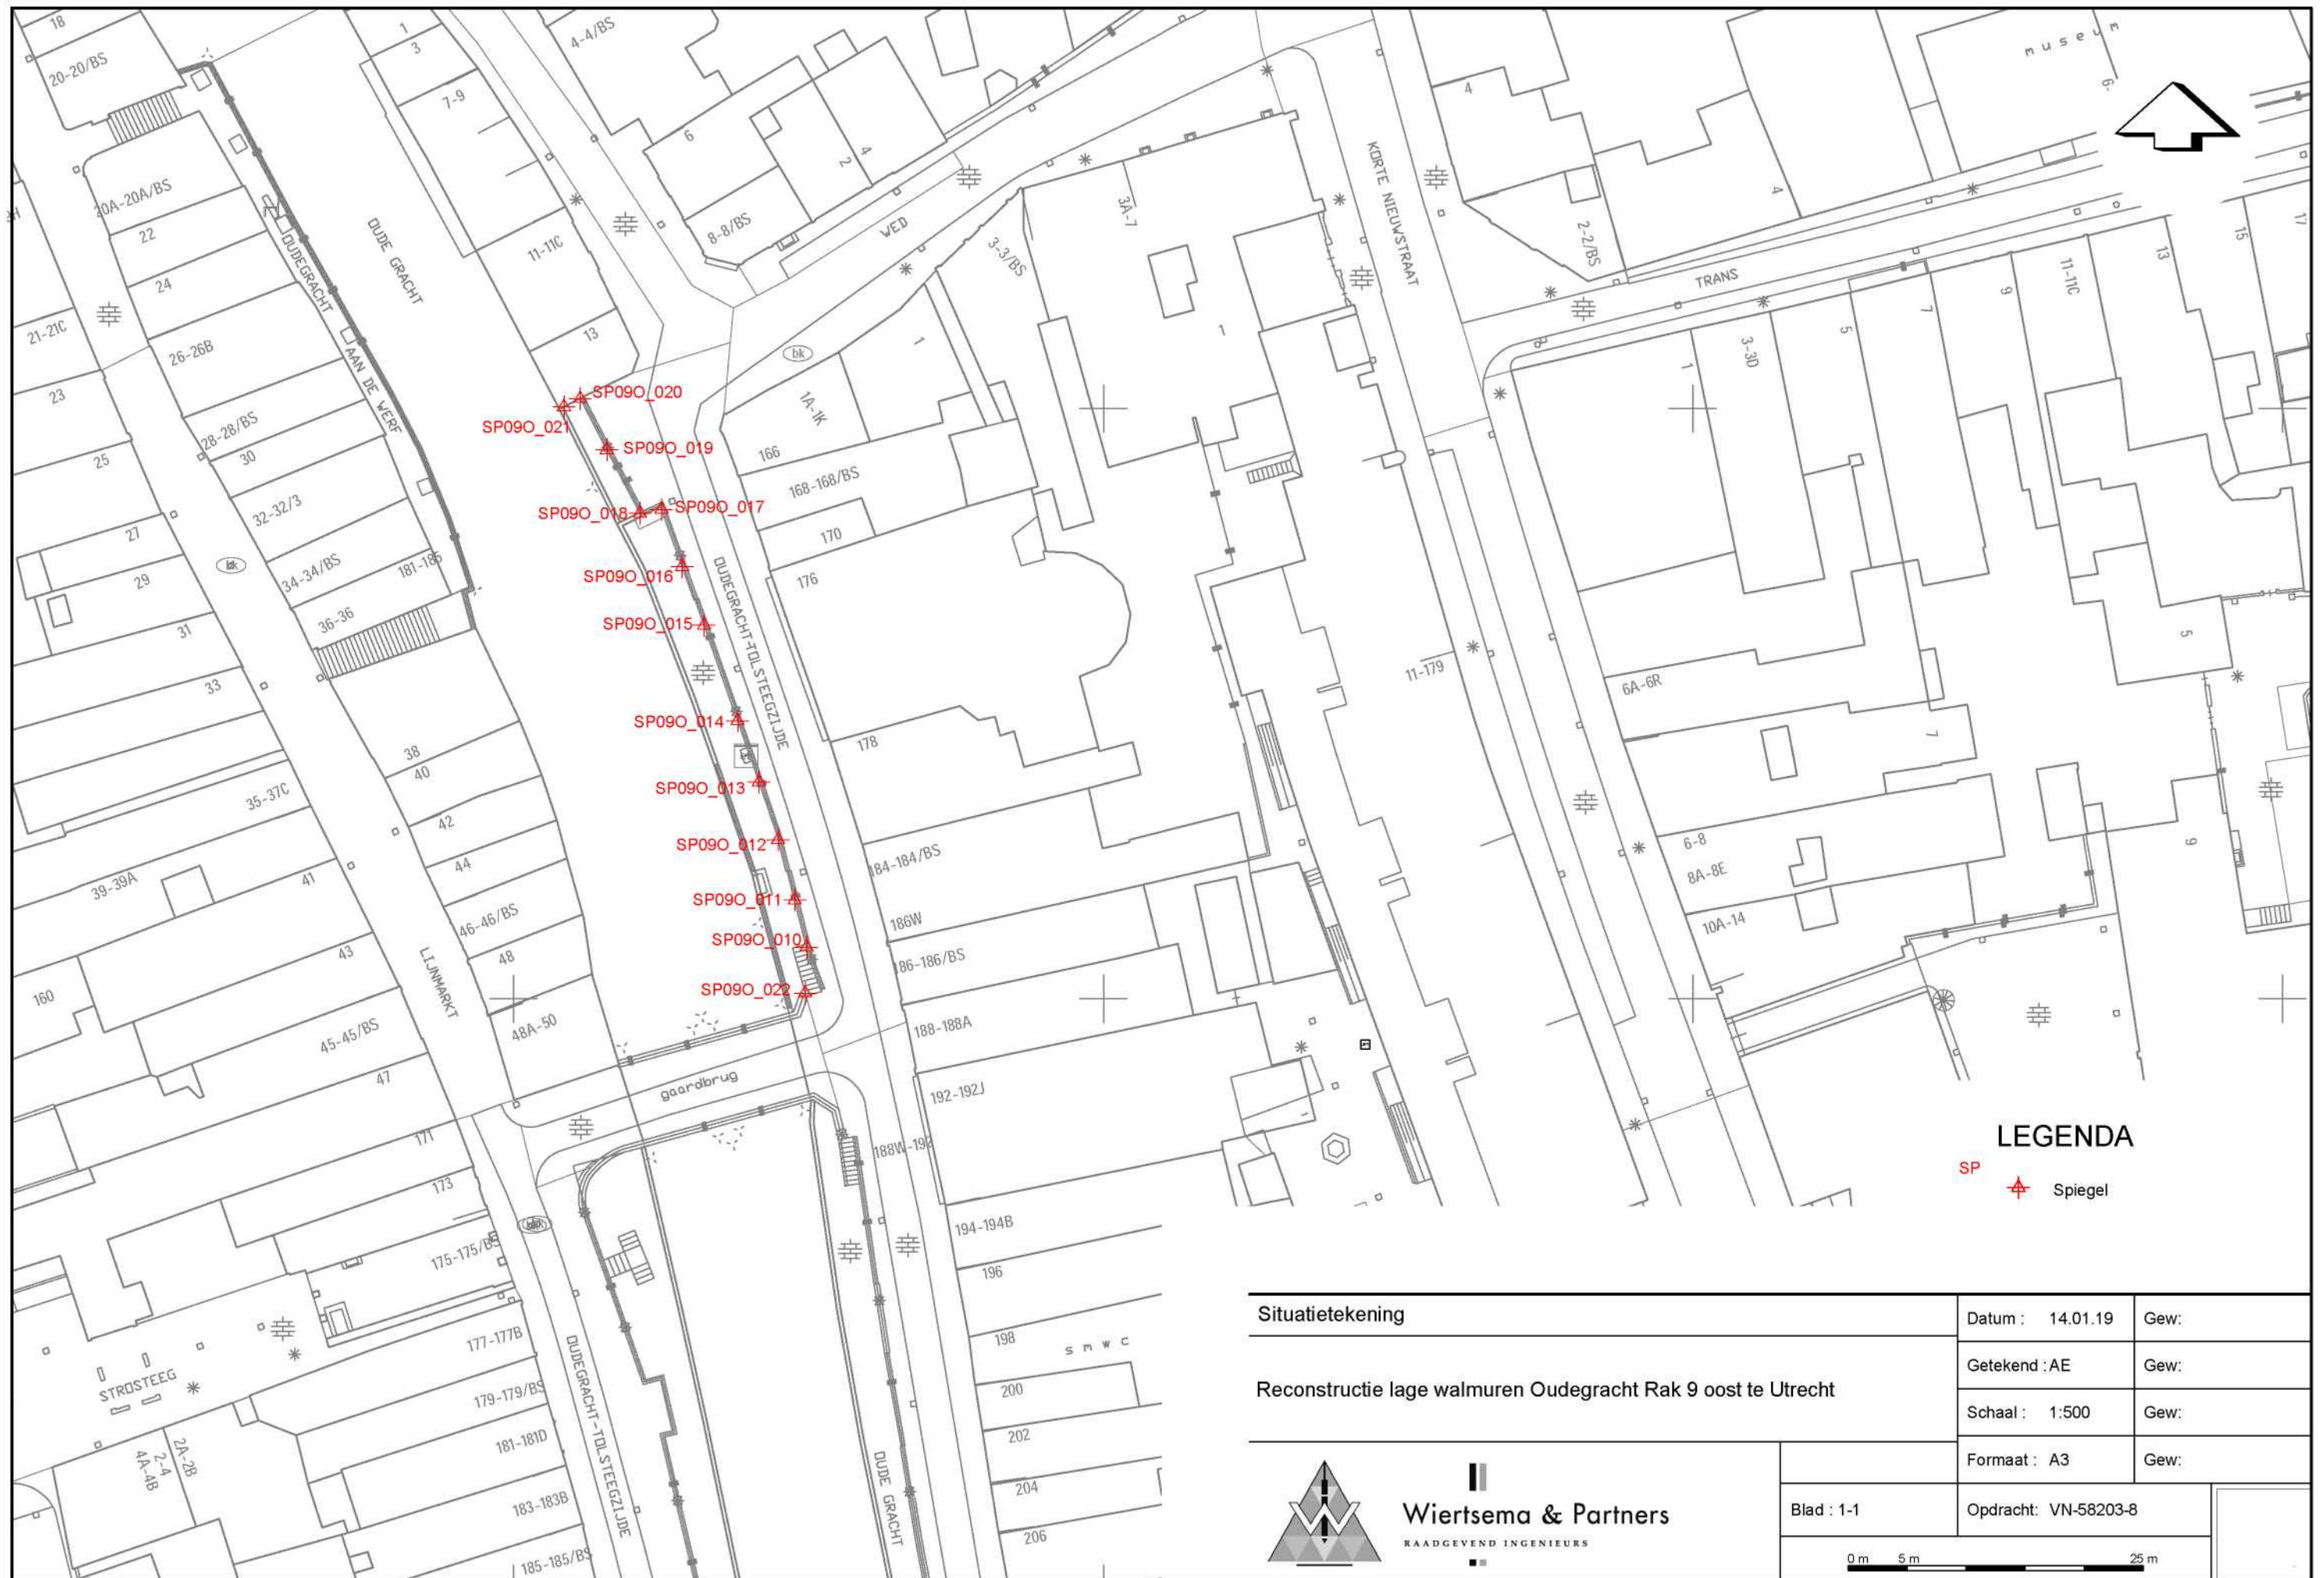 18
20-20/BS
1
3
7-9
4-4/BS
6
2
4
8-8/BS
WED
3-3/BS
3A-7
KORTE NIEUWSTRAAT
4
2-2/BS
4
museum
6-
TRANS
20A-20A/BS
22
24
26-26B
28-28/BS
30
32-32/3
34-34/BS
36-36
181-185
OUDEGRACHT
AAN DE WERF
OUDE GRACHT
11-11C
13
bk
1
1
1A-1K
166
168-168/BS
170
176
178
1
3-3D
5
7
9
11-11C
13
15
17
21-21C
23
25
27
29
31
33
35-37C
39-39A
41
43
160
45-45/BS
47
38
40
42
44
46-46/BS
48
48A-50
LIJNMARKT
SP09O_020
SP09O_021
SP09O_019
SP09O_018
SP09O_017
SP09O_016
SP09O_015
SP09O_014
SP09O_013
SP09O_012
SP09O_011
SP09O_010
SP09O_022
OUDEGRACHT-TOLSTEEGZIJDE
184-184/BS
186W
186-186/BS
188-188A
192-192J
188W-192
194-194B
196
198
smwc
200
202
204
206
11-179
6A-6R
7
6-8
8A-8E
10A-14
5
9
gaardbrug
171
173
175-175/BS
177-177B
179-179/BS
181-181D
183-183B
185-185/BS
STROSTEEG
2A-2B
2-4
4A-4B
OUDEGRACHT-TOLSTEEGZIJDE
OUDE GRACHT
LEGENDA
SP
Spiegel
Situatietekening
Datum : 14.01.19
Gew:
Reconstructie lage walmuren Oudegracht Rak 9 oost te Utrecht
Getekend : AE
Gew:
Schaal : 1:500
Gew:
Formaat : A3
Gew:
Wiertsema & Partners
RAADGEVEND INGENIEURS
Blad : 1-1
Opdracht: VN-58203-8
0 m 5 m 25 m